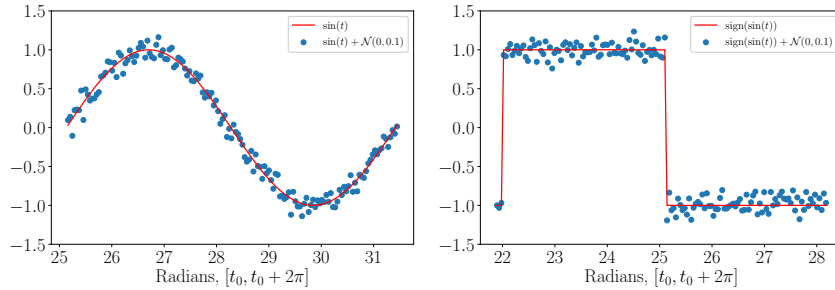 1.5
1.0
0.5
0.0
−0.5
−1.0
−1.5
25 26 27 28 29 30 31
Radians, [t₀, t₀ + 2π]
sin(t)
sin(t) + 𝒩(0, 0.1)
1.5
1.0
0.5
0.0
−0.5
−1.0
−1.5
22 23 24 25 26 27 28
Radians, [t₀, t₀ + 2π]
sign(sin(t))
sign(sin(t)) + 𝒩(0, 0.1)